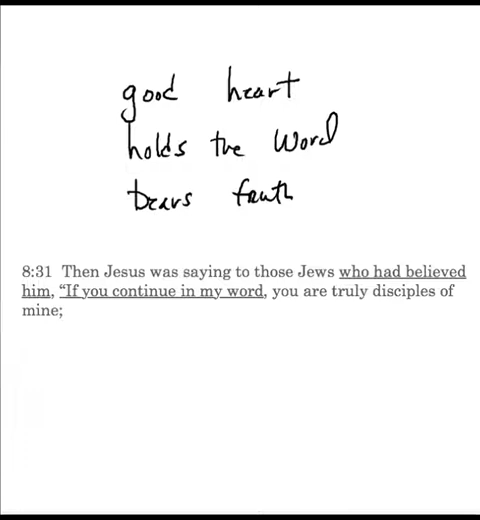 good heart
holds the Word
bears
8:31 Then Jesus was saying to those Jews who had believed
him, “If you continue in my word, you are truly disciples of
mine;